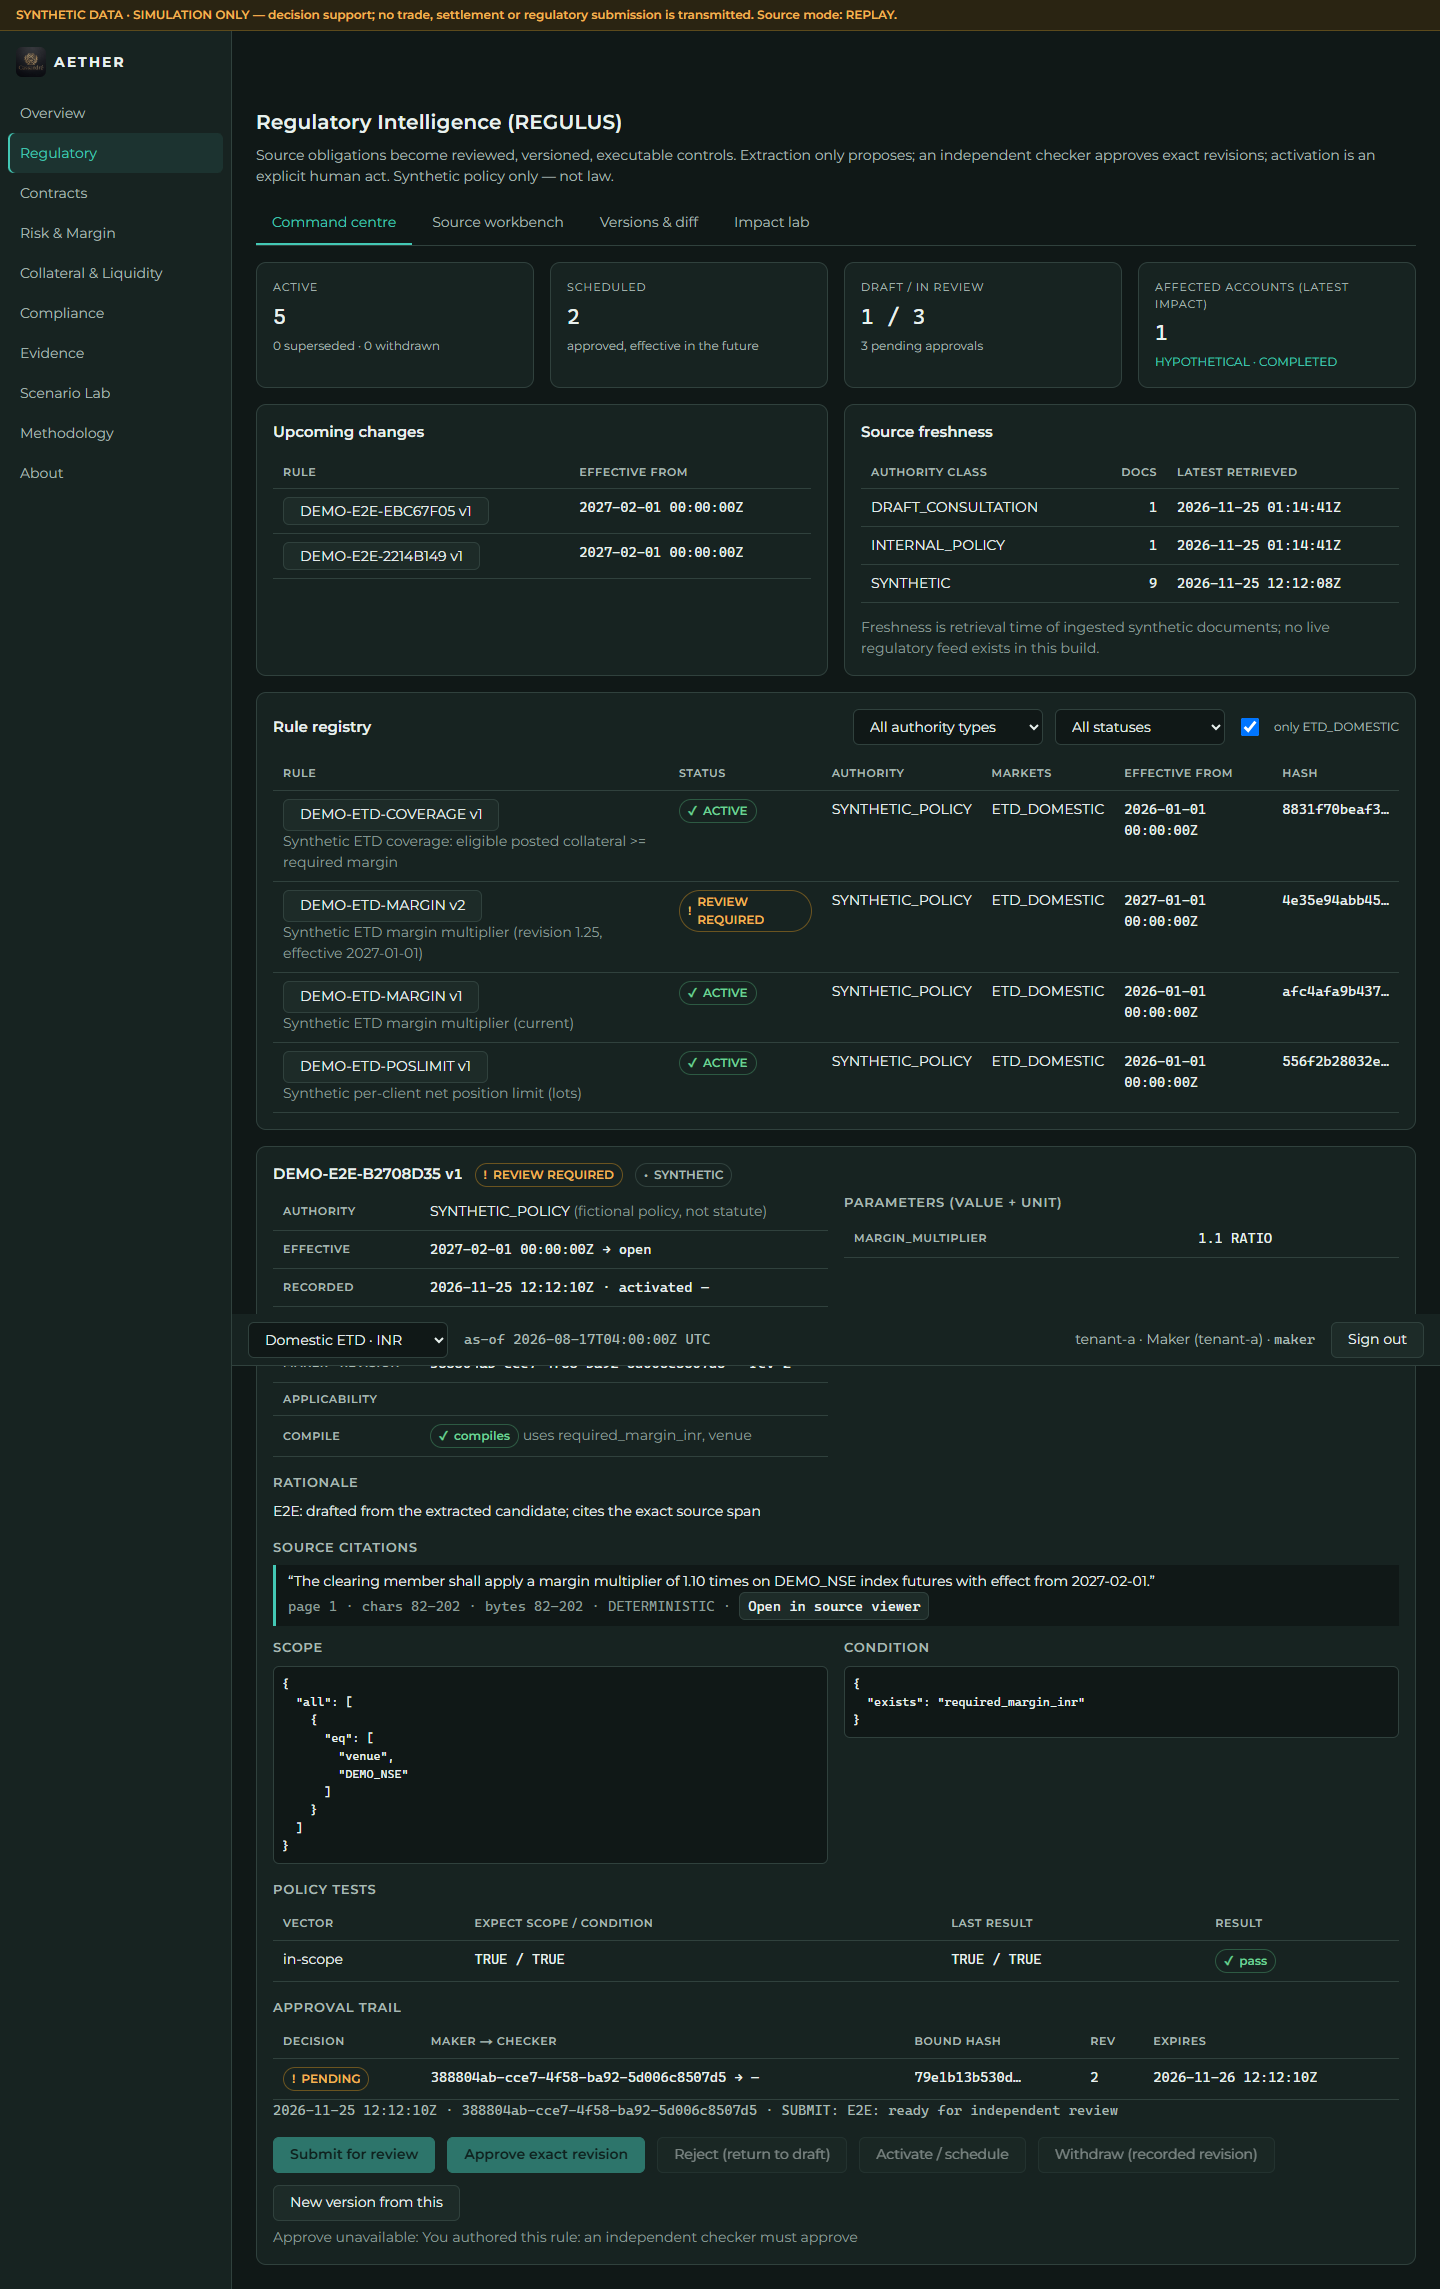 SYNTHETIC DATA · SIMULATION ONLY — decision support; no trade, settlement or regulatory submission is transmitted. Source mode: REPLAY.
AETHER
Overview
Regulatory
Contracts
Risk & Margin
Collateral & Liquidity
Compliance
Evidence
Scenario Lab
Methodology
About
Regulatory Intelligence (REGULUS)
Source obligations become reviewed, versioned, executable controls. Extraction only proposes; an independent checker approves exact revisions; activation is an
explicit human act. Synthetic policy only — not law.
Command centre Source workbench Versions & diff Impact lab
ACTIVE
5
0 superseded · 0 withdrawn
SCHEDULED
2
approved, effective in the future
DRAFT / IN REVIEW
1 / 3
3 pending approvals
AFFECTED ACCOUNTS (LATEST
IMPACT)
1
HYPOTHETICAL · COMPLETED
Upcoming changes
RULE EFFECTIVE FROM
DEMO-E2E-EBC67F05 v1 2027-02-01 00:00:00Z
DEMO-E2E-2214B149 v1 2027-02-01 00:00:00Z
Source freshness
AUTHORITY CLASS DOCS LATEST RETRIEVED
DRAFT_CONSULTATION 1 2026-11-25 01:14:41Z
INTERNAL_POLICY 1 2026-11-25 01:14:41Z
SYNTHETIC 9 2026-11-25 12:12:08Z
Freshness is retrieval time of ingested synthetic documents; no live
regulatory feed exists in this build.
Rule registry All authority types All statuses only ETD_DOMESTIC
RULE STATUS AUTHORITY MARKETS EFFECTIVE FROM HASH
DEMO-ETD-COVERAGE v1 ✓ ACTIVE SYNTHETIC_POLICY ETD_DOMESTIC 2026-01-01 8831f70beaf3…
00:00:00Z
Synthetic ETD coverage: eligible posted collateral >=
required margin
DEMO-ETD-MARGIN v2 ! REVIEW REQUIRED SYNTHETIC_POLICY ETD_DOMESTIC 2027-01-01 4e35e94abb45…
00:00:00Z
Synthetic ETD margin multiplier (revision 1.25,
effective 2027-01-01)
DEMO-ETD-MARGIN v1 ✓ ACTIVE SYNTHETIC_POLICY ETD_DOMESTIC 2026-01-01 afc4afa9b437…
00:00:00Z
Synthetic ETD margin multiplier (current)
DEMO-ETD-POSLIMIT v1 ✓ ACTIVE SYNTHETIC_POLICY ETD_DOMESTIC 2026-01-01 556f2b28032e…
00:00:00Z
Synthetic per-client net position limit (lots)
DEMO-E2E-B2708D35 v1 ! REVIEW REQUIRED • SYNTHETIC
AUTHORITY SYNTHETIC_POLICY (fictional policy, not statute)
EFFECTIVE 2027-02-01 00:00:00Z → open
RECORDED 2026-11-25 12:12:10Z · activated —
PARAMETERS (VALUE + UNIT)
MARGIN_MULTIPLIER 1.1 RATIO
Domestic ETD · INR as-of 2026-08-17T04:00:00Z UTC tenant-a · Maker (tenant-a) · maker Sign out
APPLICABILITY
COMPILE ✓ compiles uses required_margin_inr, venue
RATIONALE
E2E: drafted from the extracted candidate; cites the exact source span
SOURCE CITATIONS
“The clearing member shall apply a margin multiplier of 1.10 times on DEMO_NSE index futures with effect from 2027-02-01.”
page 1 · chars 82-202 · bytes 82-202 · DETERMINISTIC · Open in source viewer
SCOPE
{
"all": [
{
"eq": [
"venue",
"DEMO_NSE"
]
}
]
}
CONDITION
{
"exists": "required_margin_inr"
}
POLICY TESTS
VECTOR EXPECT SCOPE / CONDITION LAST RESULT RESULT
in-scope TRUE / TRUE TRUE / TRUE ✓ pass
APPROVAL TRAIL
DECISION MAKER → CHECKER BOUND HASH REV EXPIRES
! PENDING 388804ab-cce7-4f58-ba92-5d006c8507d5 → — 79e1b13b530d… 2 2026-11-26 12:12:10Z
2026-11-25 12:12:10Z · 388804ab-cce7-4f58-ba92-5d006c8507d5 · SUBMIT: E2E: ready for independent review
Submit for review Approve exact revision Reject (return to draft) Activate / schedule Withdraw (recorded revision)
New version from this
Approve unavailable: You authored this rule: an independent checker must approve